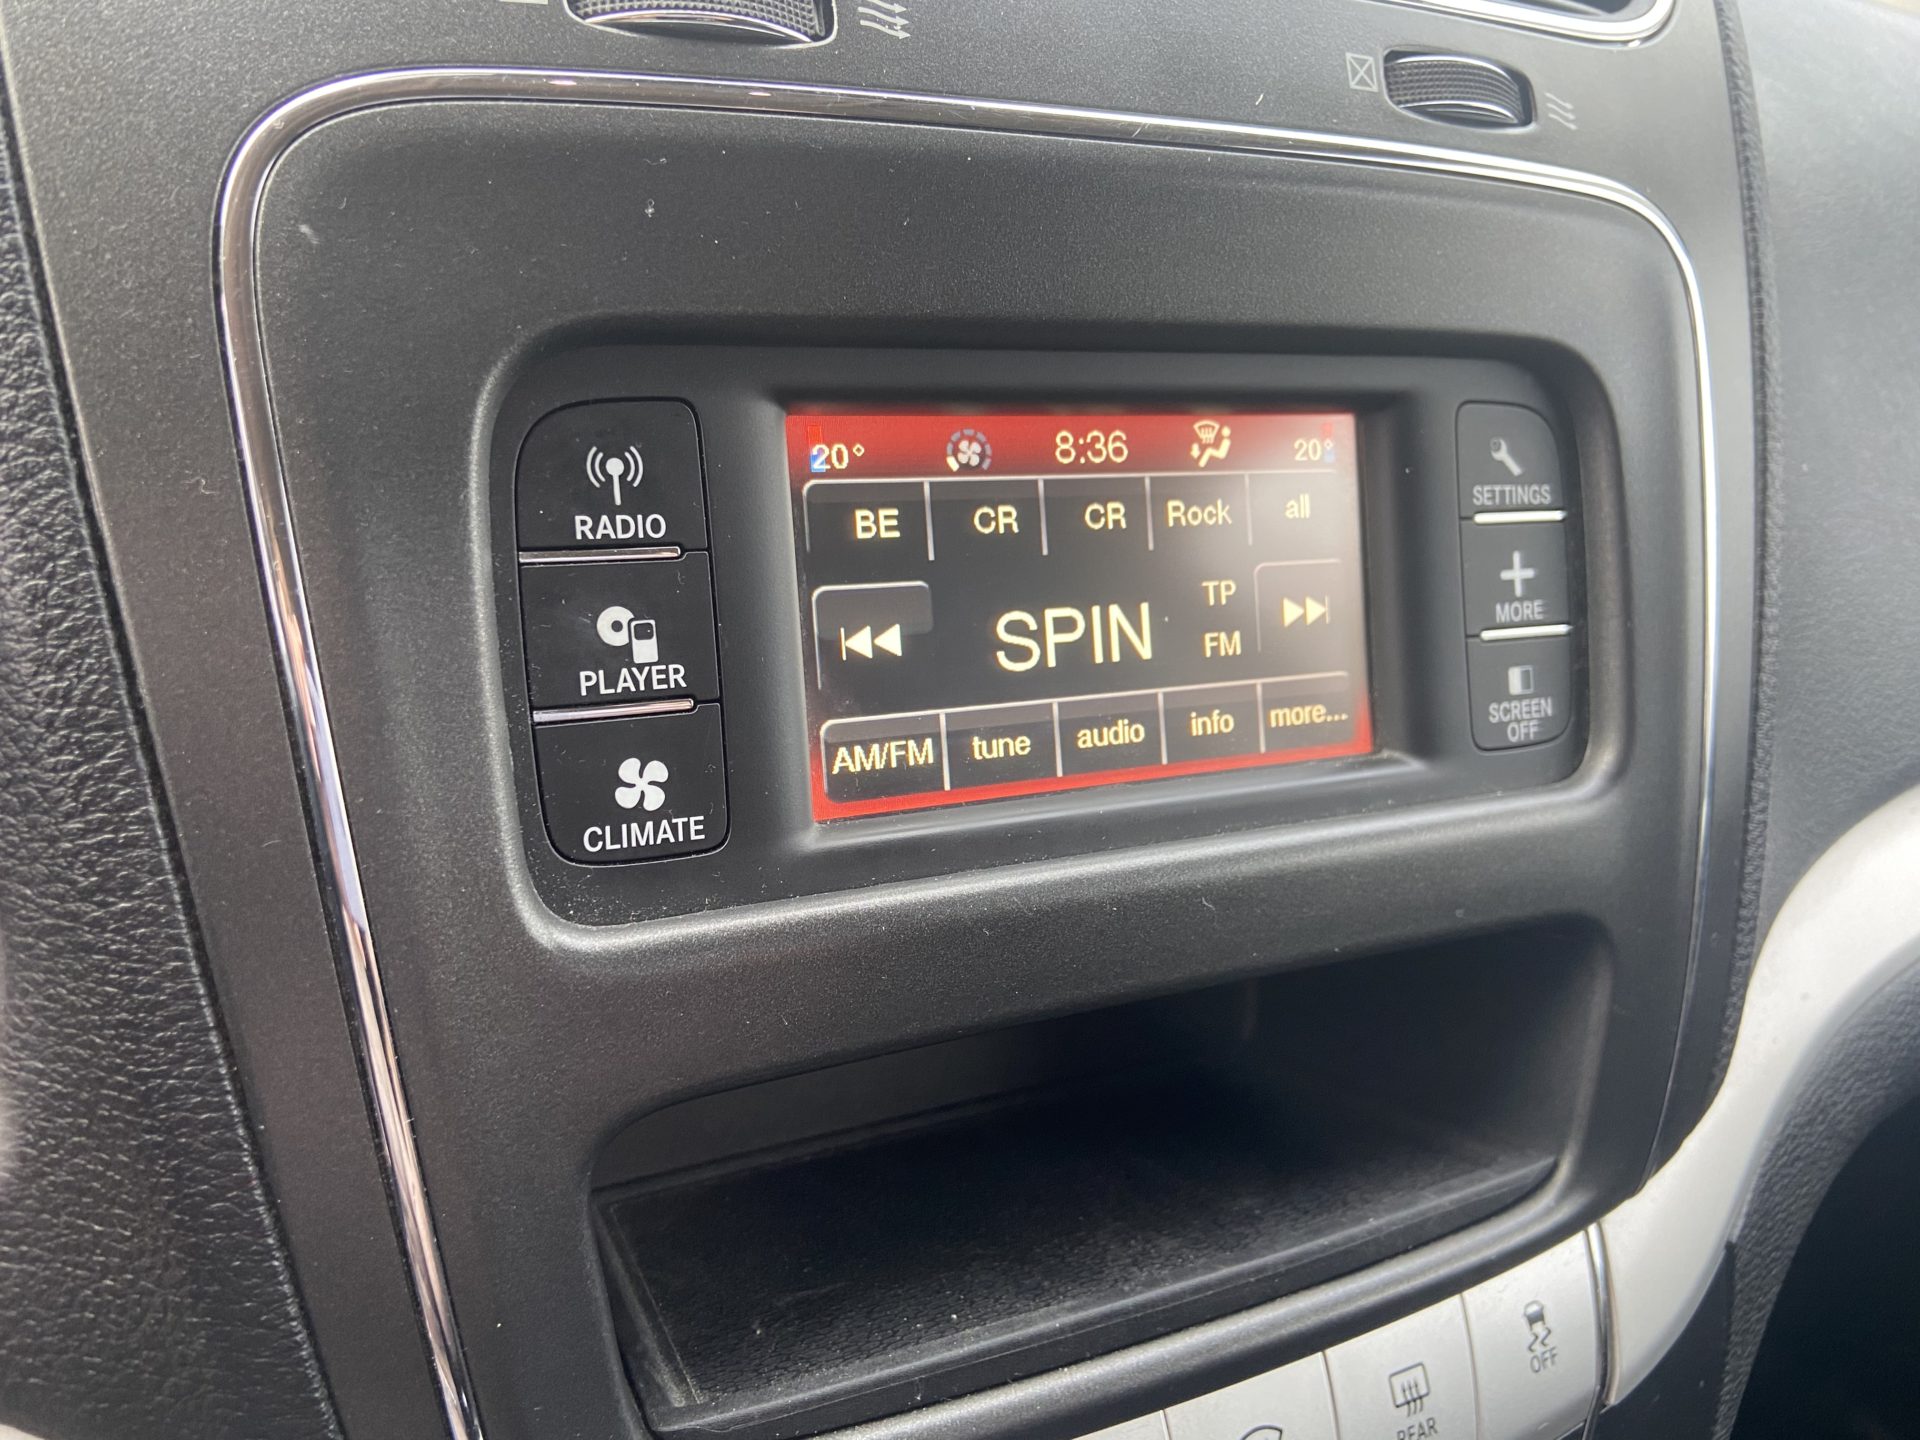 20° 8:36 20°
BE CR CR Rock all
SPIN
TP
FM
AM/FM tune audio info more...
RADIO
PLAYER
CLIMATE
SETTINGS
MORE
SCREEN
OFF
OFF
REAR